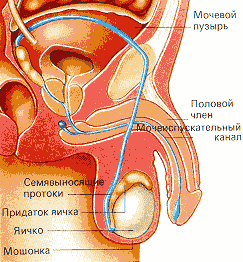 Мочевой
пузырь
Половой
член
Мочеиспускательный
канал
Семявыносящие
протоки
Придаток яичка
Яичко
Мошонка